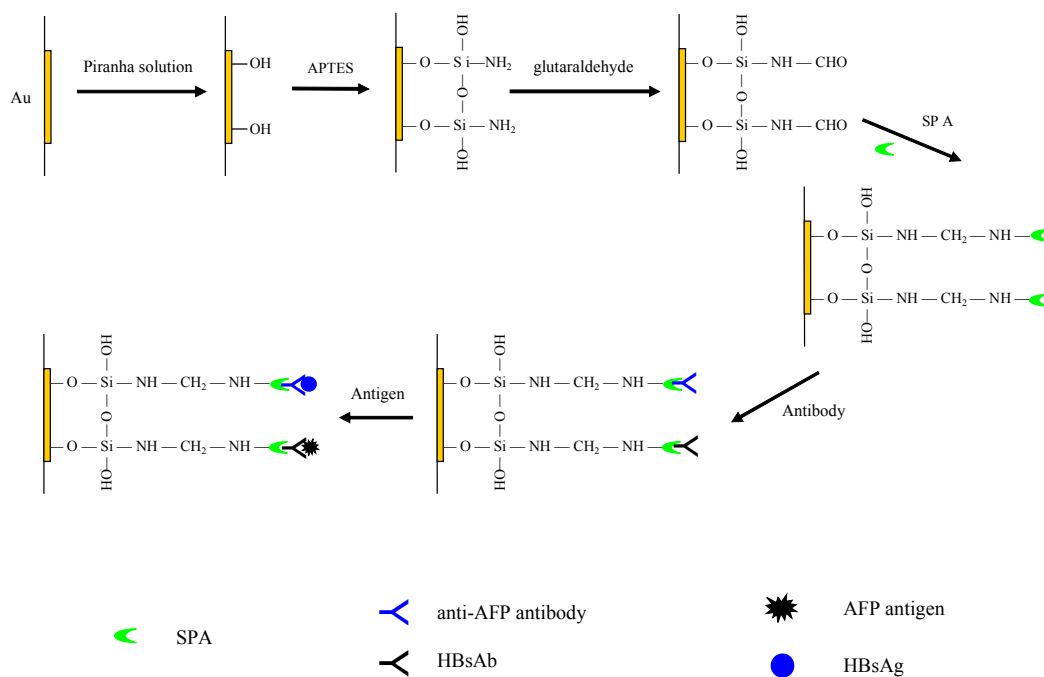 Au
Piranha solution
OH
OH
APTES
OH
O
O — Si — NH2
O
O — Si — NH2
HO
glutaraldehyde
OH
O — Si — NH — CHO
O
O — Si — NH — CHO
HO
SP A
OH
O — Si — NH — CH2 — NH
O
O — Si — NH — CH2 — NH
HO
Antibody
OH
O — Si — NH — CH2 — NH
O
O — Si — NH — CH2 — NH
HO
Antigen
OH
O — Si — NH — CH2 — NH
O
O — Si — NH — CH2 — NH
HO
SPA
anti-AFP antibody
HBsAb
AFP antigen
HBsAg